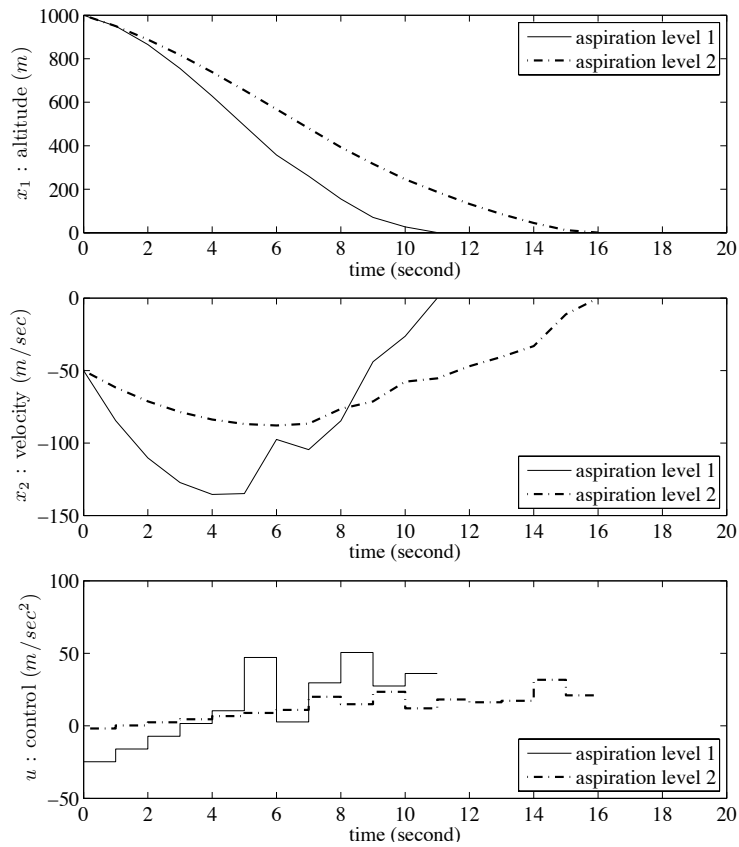 1000
800
600
400
200
0
x₁ : altitude (m)
aspiration level 1
aspiration level 2
0 2 4 6 8 10 12 14 16 18 20
time (second)
0
−50
−100
−150
x₂ : velocity (m/sec)
aspiration level 1
aspiration level 2
0 2 4 6 8 10 12 14 16 18 20
time (second)
100
50
0
−50
u : control (m/sec²)
aspiration level 1
aspiration level 2
0 2 4 6 8 10 12 14 16 18 20
time (second)